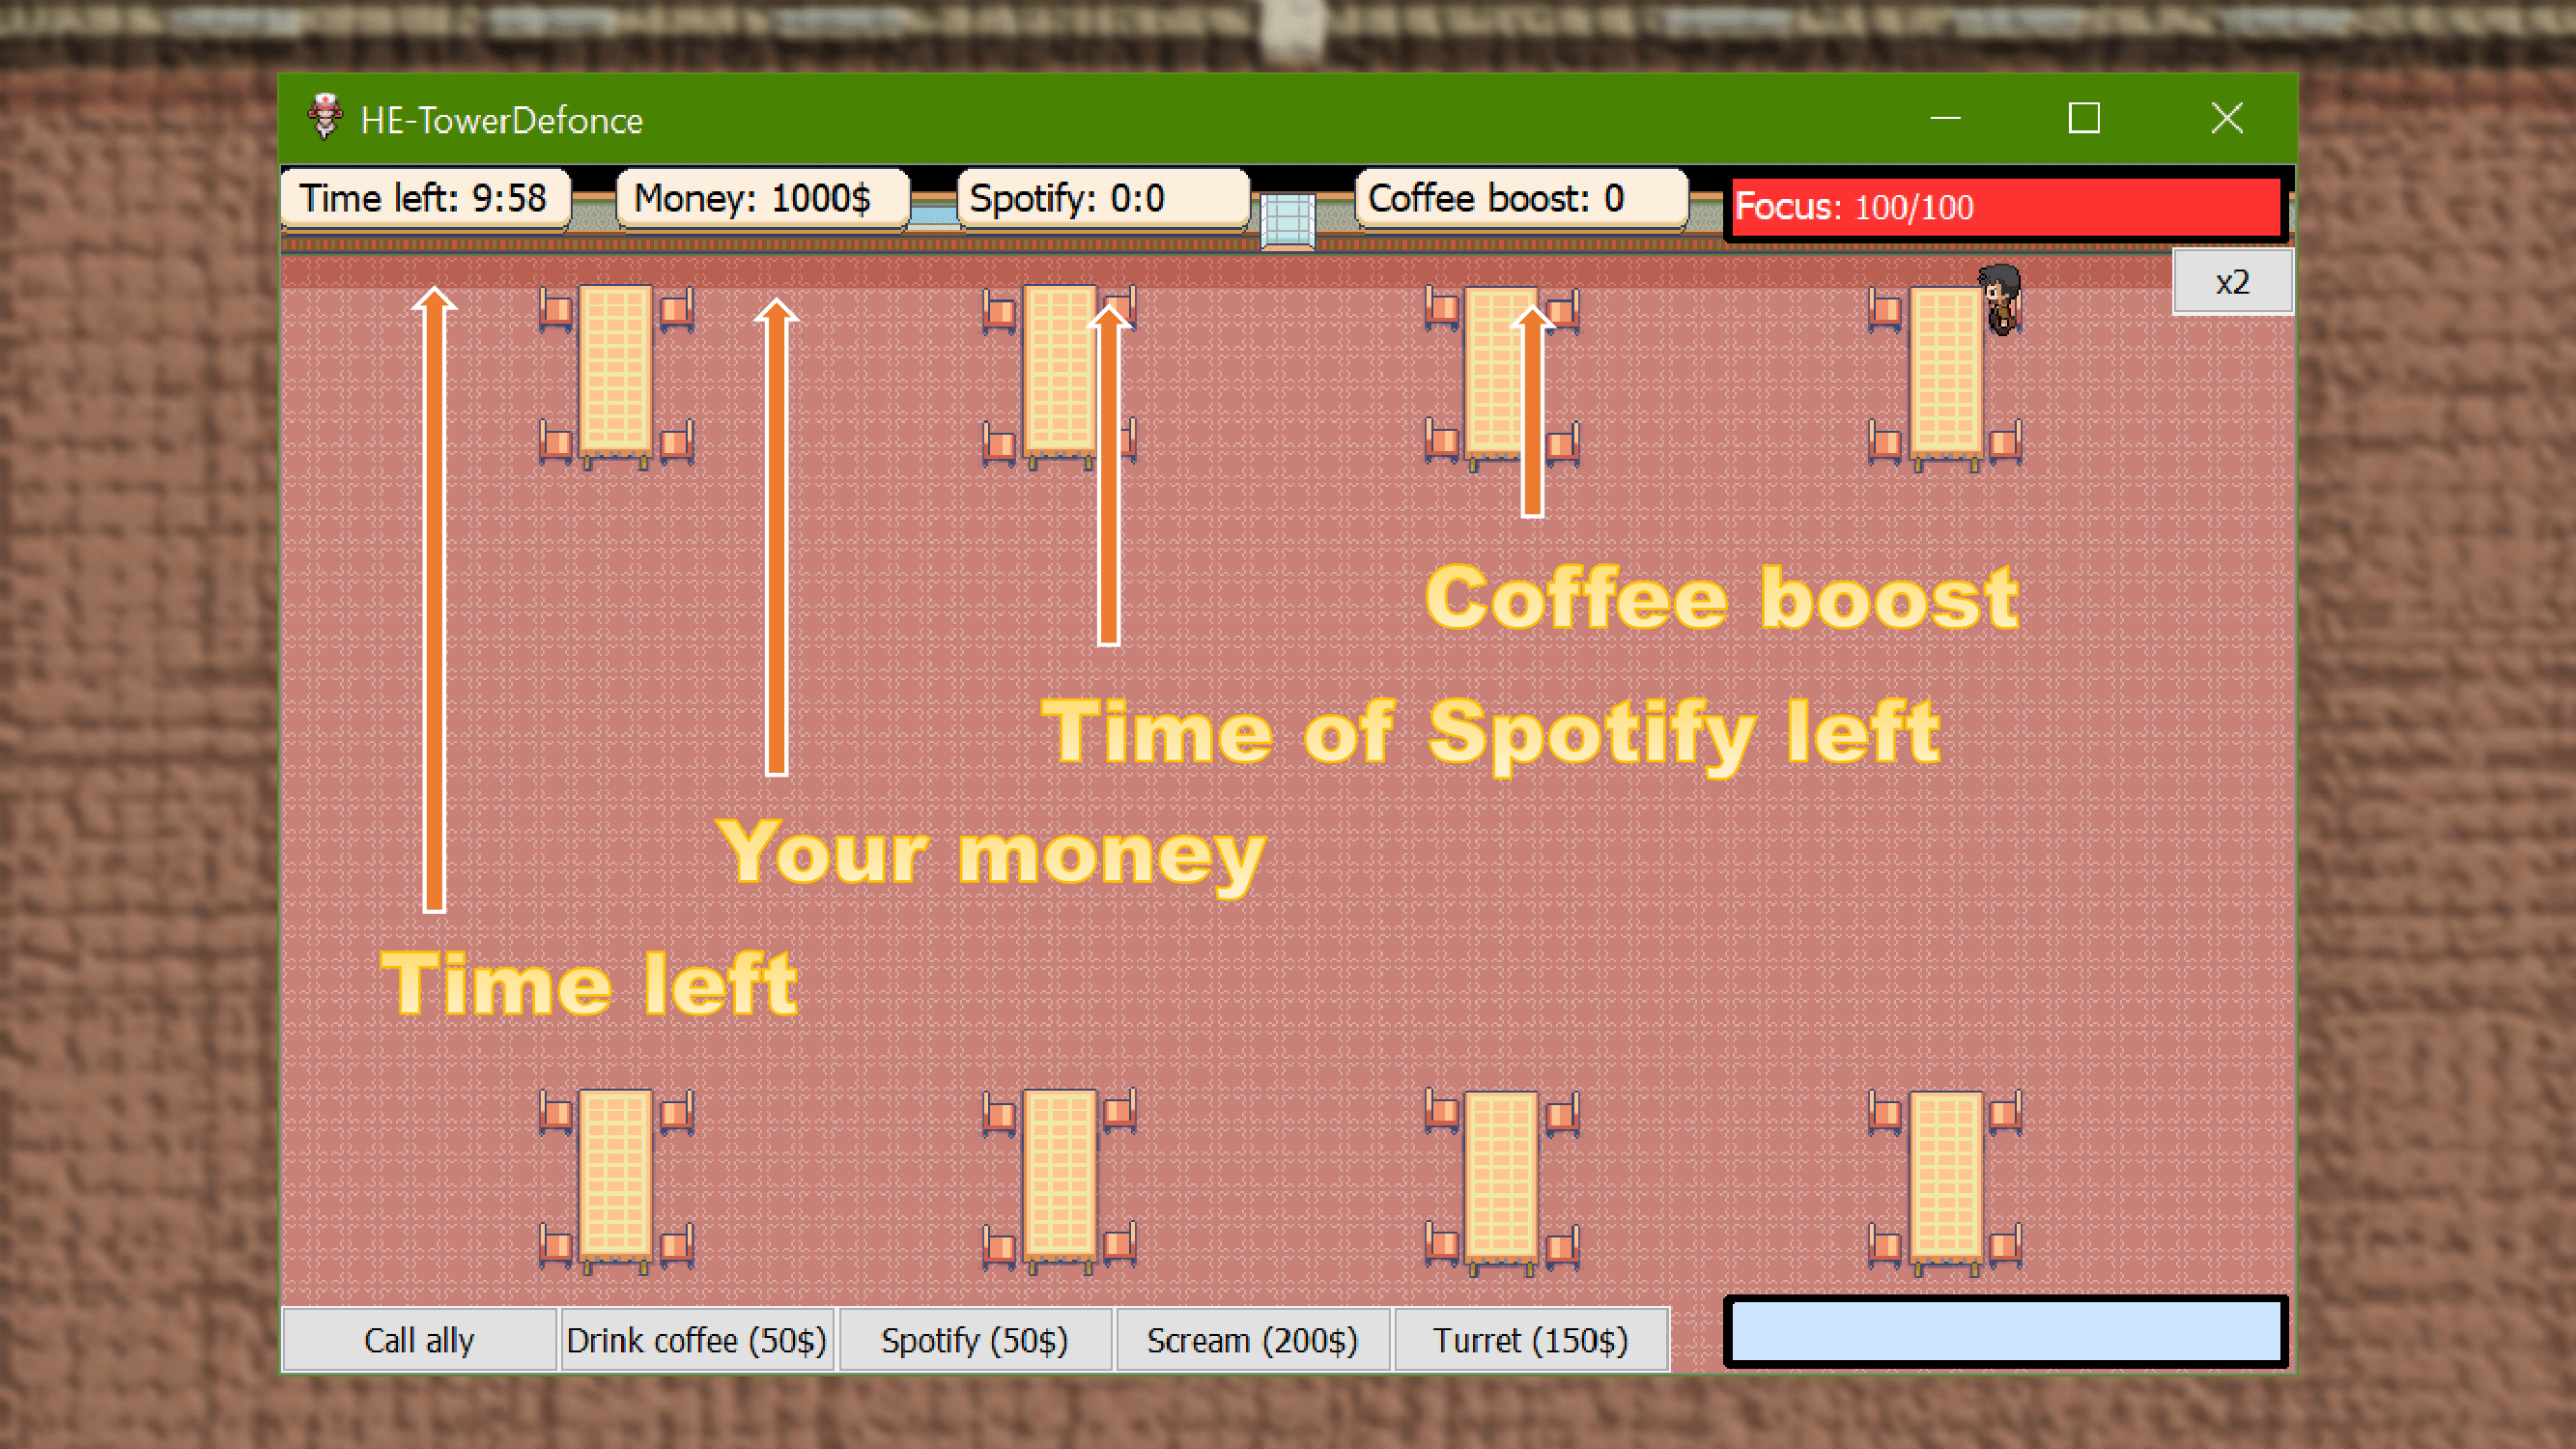 HE-TowerDefonce
Time left: 9:58
Money: 1000$
Spotify: 0:0
Coffee boost: 0
Focus: 100/100
x2
Coffee boost
Time of Spotify left
Your money
Time left
Call ally
Drink coffee (50$)
Spotify (50$)
Scream (200$)
Turret (150$)